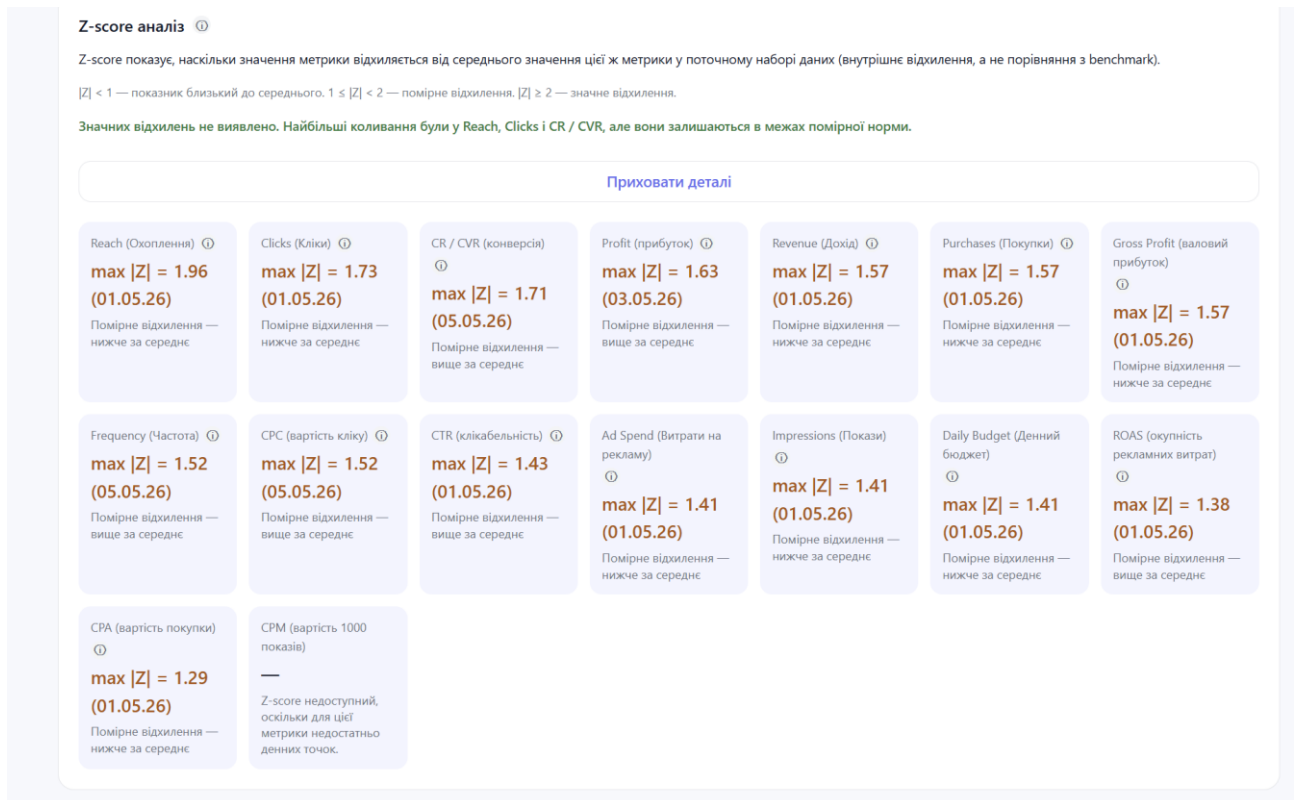 Z-score аналіз ⓘ
Z-score показує, наскільки значення метрики відхиляється від середнього значення цієї ж метрики у поточному наборі даних (внутрішнє відхилення, а не порівняння з benchmark).
|Z| < 1 — показник близький до середнього. 1 ≤ |Z| < 2 — помірне відхилення. |Z| ≥ 2 — значне відхилення.
Значних відхилень не виявлено. Найбільші коливання були у Reach, Clicks і CR / CVR, але вони залишаються в межах помірної норми.
Приховати деталі
Reach (Охоплення) ⓘ
max |Z| = 1.96
(01.05.26)
Помірне відхилення —
нижче за середнє
Clicks (Кліки) ⓘ
max |Z| = 1.73
(01.05.26)
Помірне відхилення —
нижче за середнє
CR / CVR (конверсія)
ⓘ
max |Z| = 1.71
(05.05.26)
Помірне відхилення —
вище за середнє
Profit (прибуток) ⓘ
max |Z| = 1.63
(03.05.26)
Помірне відхилення —
вище за середнє
Revenue (Дохід) ⓘ
max |Z| = 1.57
(01.05.26)
Помірне відхилення —
нижче за середнє
Purchases (Покупки) ⓘ
max |Z| = 1.57
(01.05.26)
Помірне відхилення —
нижче за середнє
Gross Profit (валовий
прибуток)
ⓘ
max |Z| = 1.57
(01.05.26)
Помірне відхилення —
нижче за середнє
Frequency (Частота) ⓘ
max |Z| = 1.52
(05.05.26)
Помірне відхилення —
вище за середнє
CPC (вартість кліку) ⓘ
max |Z| = 1.52
(05.05.26)
Помірне відхилення —
вище за середнє
CTR (клікабельність) ⓘ
max |Z| = 1.43
(01.05.26)
Помірне відхилення —
вище за середнє
Ad Spend (Витрати на
рекламу)
ⓘ
max |Z| = 1.41
(01.05.26)
Помірне відхилення —
нижче за середнє
Impressions (Покази)
ⓘ
max |Z| = 1.41
(01.05.26)
Помірне відхилення —
нижче за середнє
Daily Budget (Денний
бюджет)
ⓘ
max |Z| = 1.41
(01.05.26)
Помірне відхилення —
нижче за середнє
ROAS (окупність
рекламних витрат)
ⓘ
max |Z| = 1.38
(01.05.26)
Помірне відхилення —
вище за середнє
CPA (вартість покупки)
ⓘ
max |Z| = 1.29
(01.05.26)
Помірне відхилення —
нижче за середнє
CPM (вартість 1000
показів)
—
Z-score недоступний,
оскільки для цієї
метрики недостатньо
денних точок.